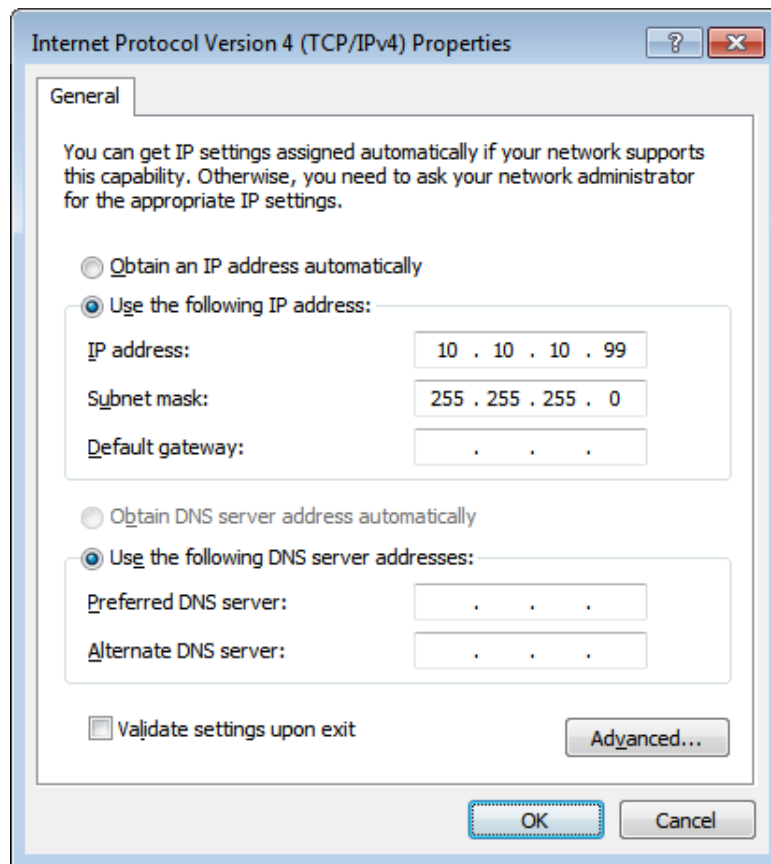 Internet Protocol Version 4 (TCP/IPv4) Properties
?
General
You can get IP settings assigned automatically if your network supports
this capability. Otherwise, you need to ask your network administrator
for the appropriate IP settings.
Obtain an IP address automatically
Use the following IP address:
IP address: 10 . 10 . 10 . 99
Subnet mask: 255 . 255 . 255 . 0
Default gateway: . . .
Obtain DNS server address automatically
Use the following DNS server addresses:
Preferred DNS server: . . .
Alternate DNS server: . . .
Validate settings upon exit
Advanced...
OK Cancel